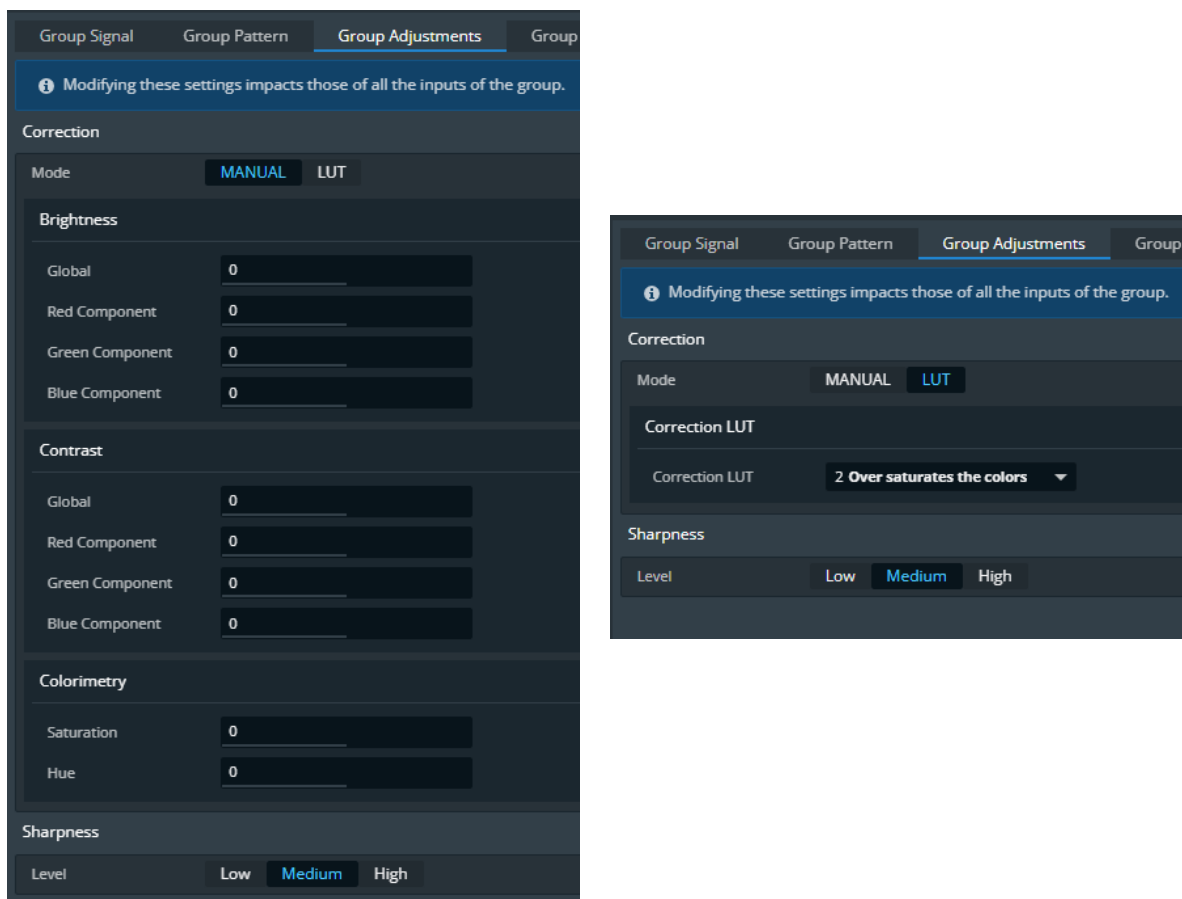 Group Signal Group Pattern Group Adjustments Group
Modifying these settings impacts those of all the inputs of the group.
Correction
Mode MANUAL LUT
Brightness
Global 0
Red Component 0
Green Component 0
Blue Component 0
Contrast
Global 0
Red Component 0
Green Component 0
Blue Component 0
Colorimetry
Saturation 0
Hue 0
Sharpness
Level Low Medium High
Group Signal Group Pattern Group Adjustments Group
Modifying these settings impacts those of all the inputs of the group.
Correction
Mode MANUAL LUT
Correction LUT
Correction LUT 2 Over saturates the colors
Sharpness
Level Low Medium High